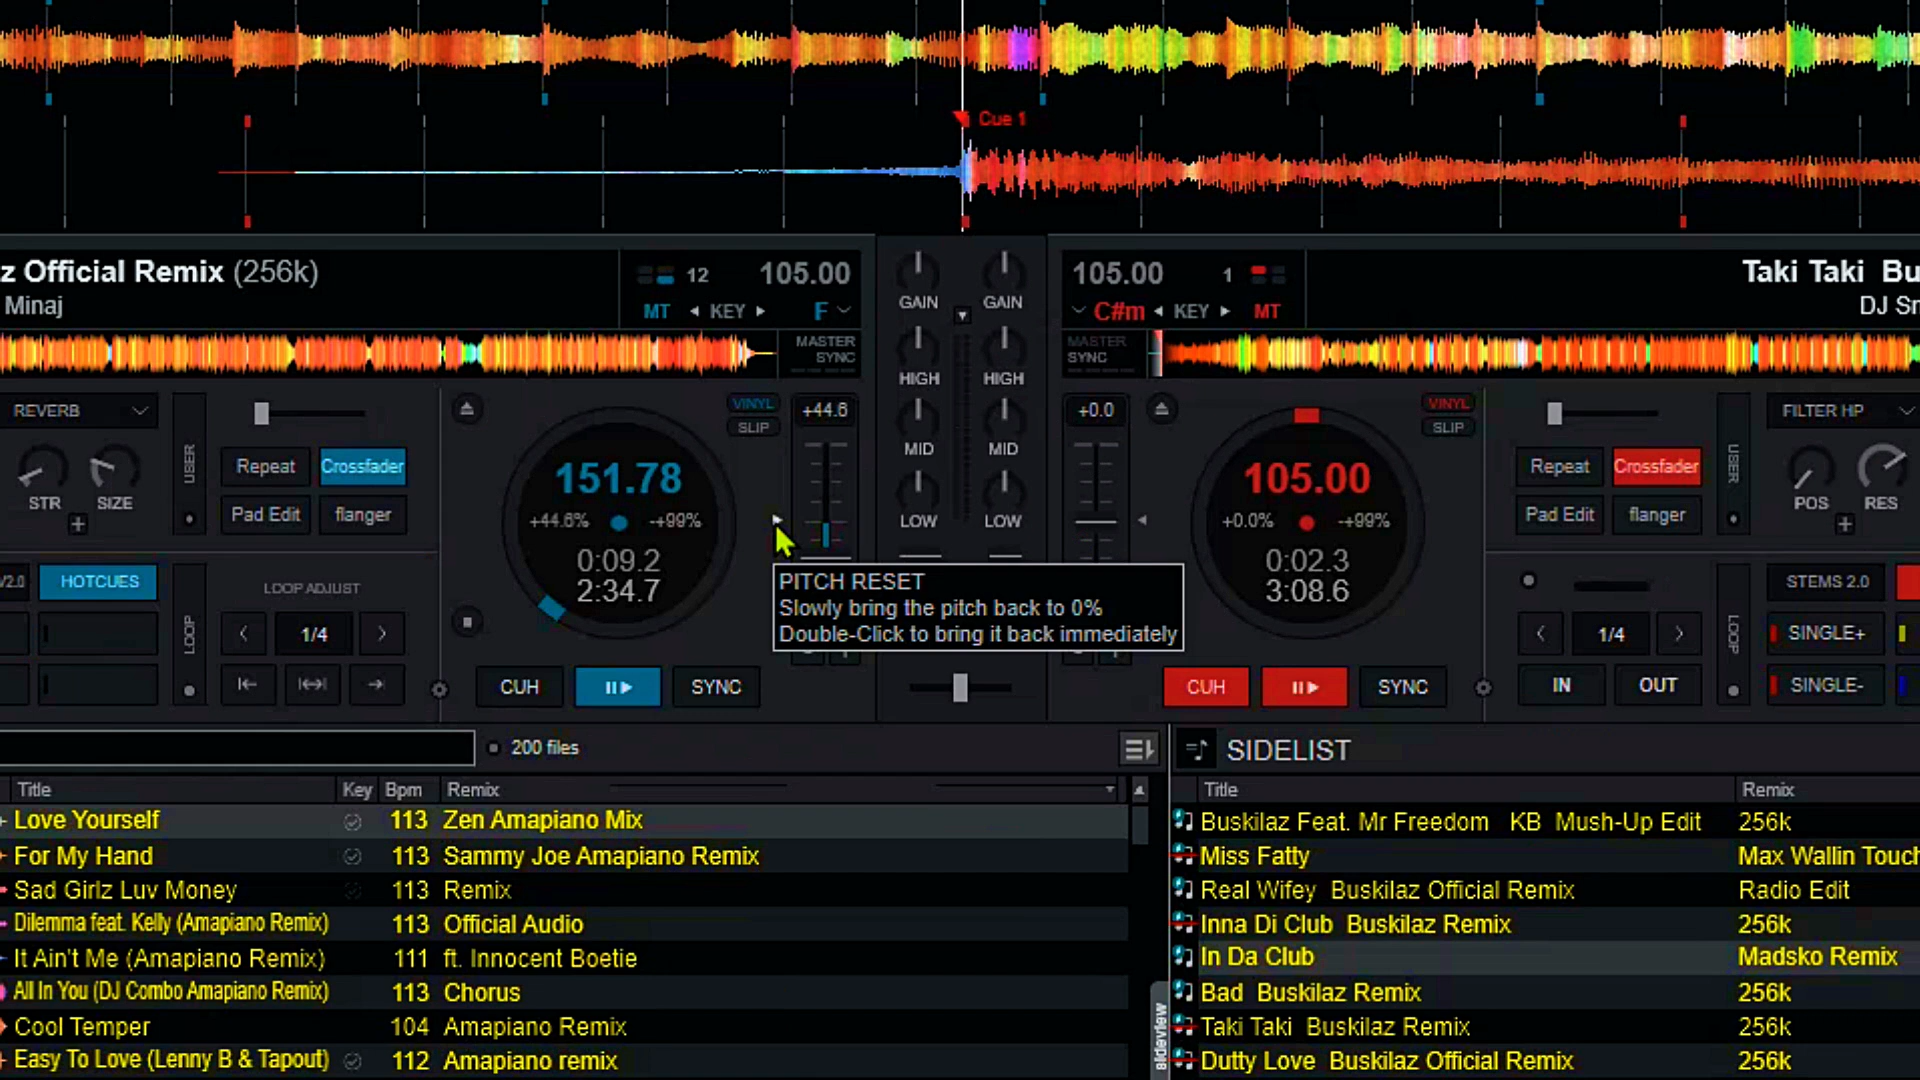 Cue 1
z Official Remix (256k)
Minaj
12 105.00
MT KEY F
105.00 1
C#m KEY MT
Taki Taki Bu
DJ Sn
GAIN GAIN
MASTER
SYNC
MASTER
SYNC
HIGH HIGH
MID MID
LOW LOW
REVERB
STR SIZE
USER
Repeat Crossfader
Pad Edit flanger
VINYL
SLIP
+44.6
151.78
+44.6% -+99%
0:09.2
2:34.7
+0.0
105.00
+0.0% -+99%
0:02.3
3:08.6
VINYL
SLIP
Repeat Crossfader
Pad Edit flanger
USER
FILTER HP
POS RES
PITCH RESET
Slowly bring the pitch back to 0%
Double-Click to bring it back immediately
V2.0 HOTCUES
LOOP
LOOP ADJUST
1/4
CUH SYNC
CUH SYNC
1/4
IN OUT
LOOP
STEMS 2.0
SINGLE+
SINGLE-
200 files
Title Key Bpm Remix
Love Yourself 113 Zen Amapiano Mix
For My Hand 113 Sammy Joe Amapiano Remix
Sad Girlz Luv Money 113 Remix
Dilemma feat. Kelly (Amapiano Remix) 113 Official Audio
It Ain't Me (Amapiano Remix) 111 ft. Innocent Boetie
All In You (DJ Combo Amapiano Remix) 113 Chorus
Cool Temper 104 Amapiano Remix
Easy To Love (Lenny B & Tapout) 112 Amapiano remix
sideview
SIDELIST
Title Remix
Buskilaz Feat. Mr Freedom KB Mush-Up Edit 256k
Miss Fatty Max Wallin Touch
Real Wifey Buskilaz Official Remix Radio Edit
Inna Di Club Buskilaz Remix 256k
In Da Club Madsko Remix
Bad Buskilaz Remix 256k
Taki Taki Buskilaz Remix 256k
Dutty Love Buskilaz Official Remix 256k